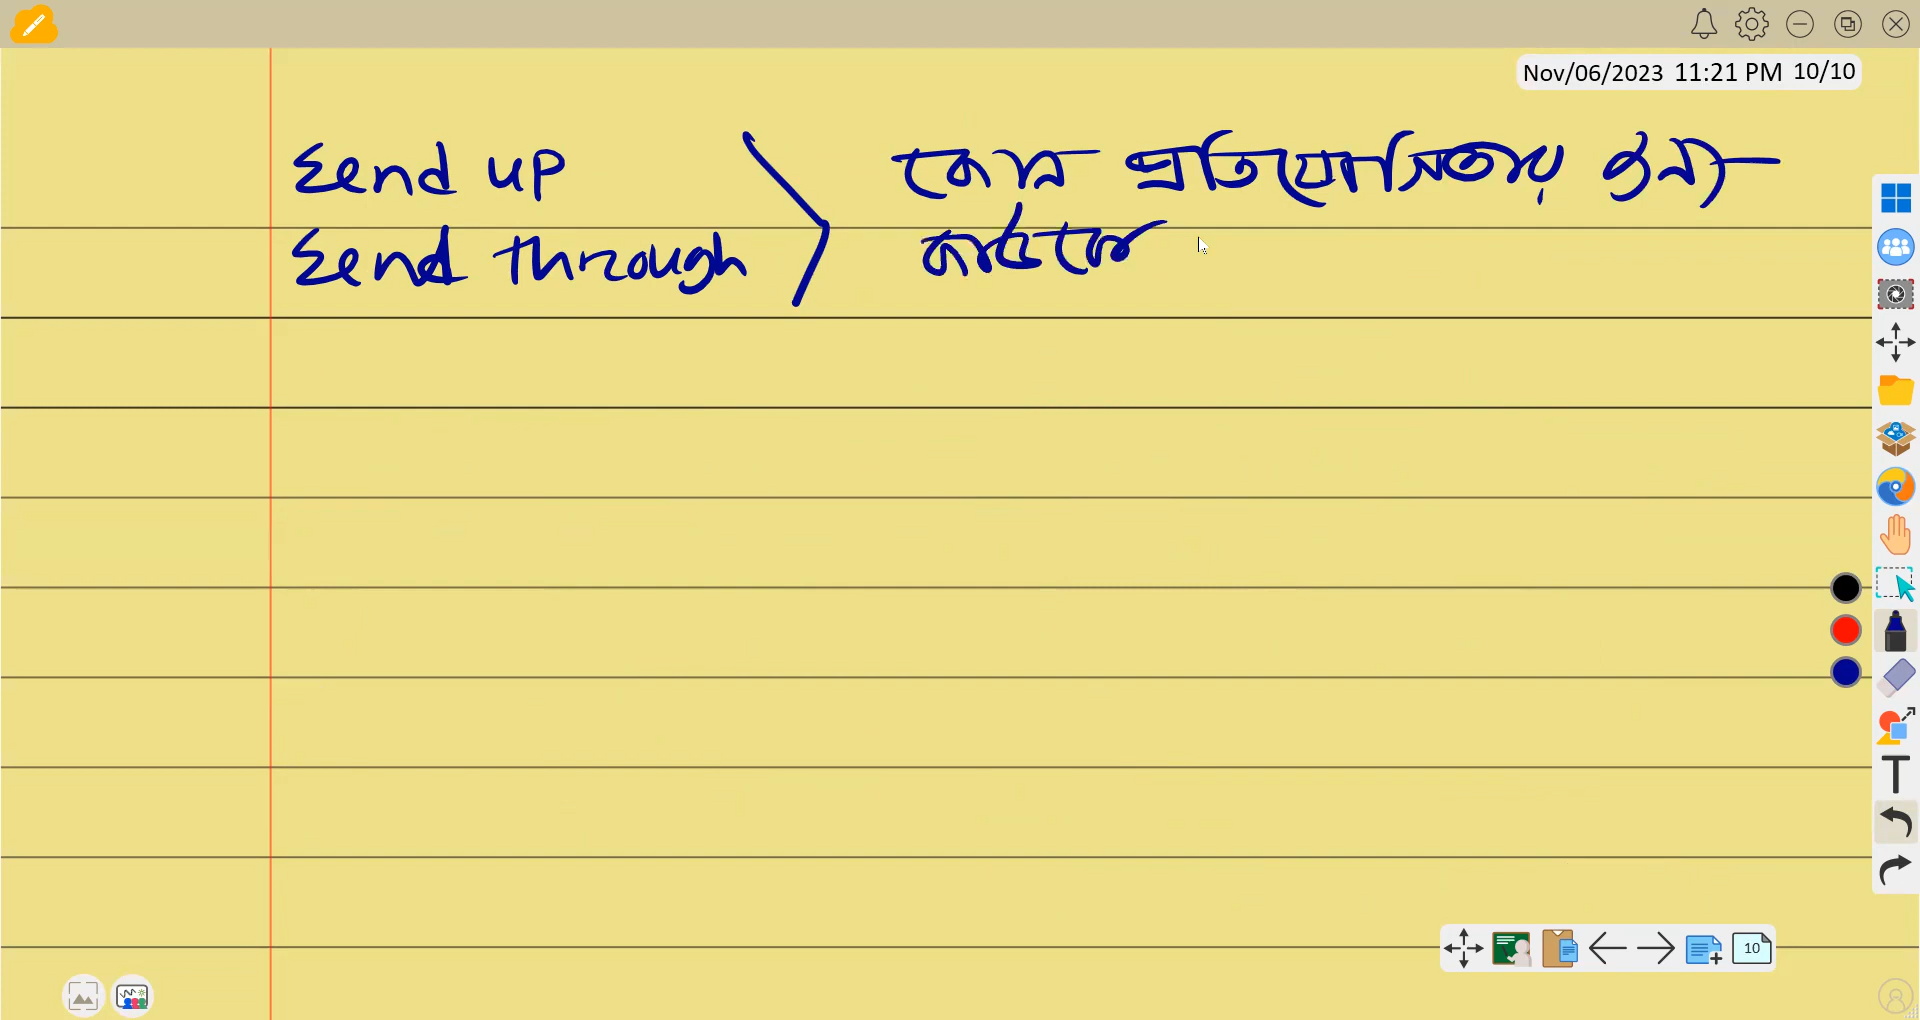 Nov/06/2023 11:21 PM 10/10
Send up
Send through
কোন প্রতিযোগিতায় জন্য
T
10